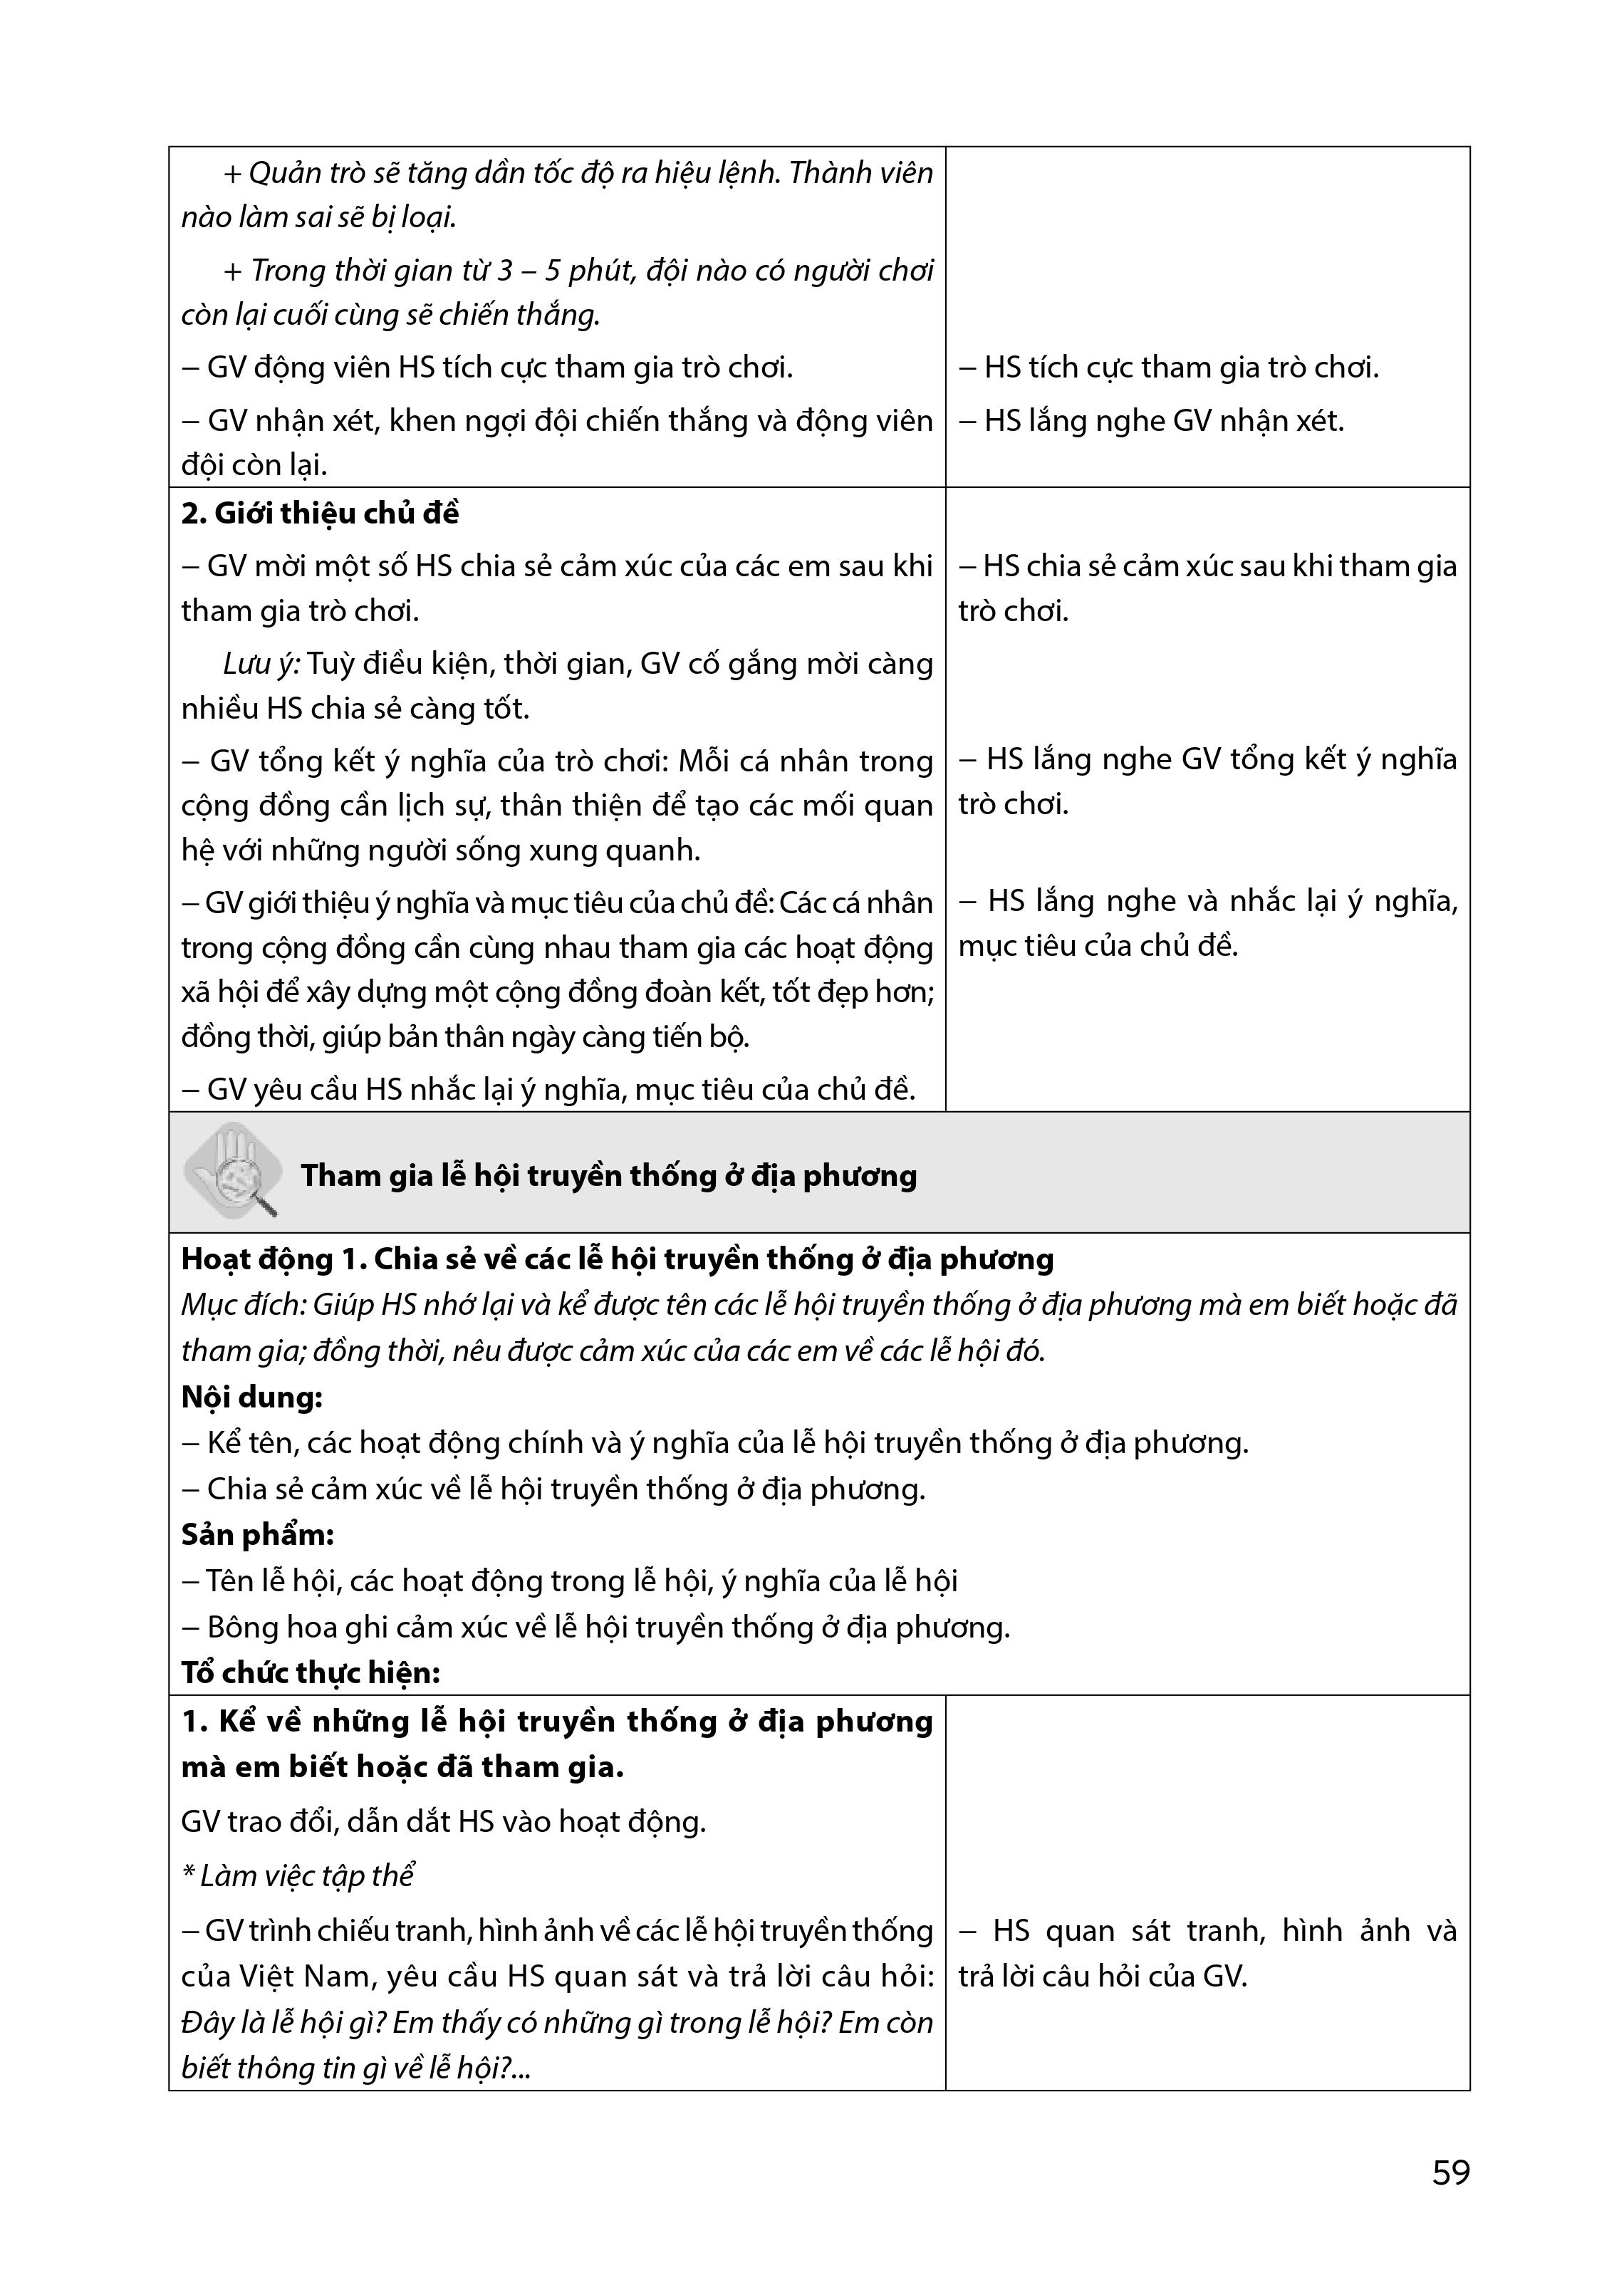 + Quản trò sẽ tăng dần tốc độ ra hiệu lệnh. Thành viên
nào làm sai sẽ bị loại.
+ Trong thời gian từ 3 – 5 phút, đội nào có người chơi
còn lại cuối cùng sẽ chiến thắng.
– GV động viên HS tích cực tham gia trò chơi.
– HS tích cực tham gia trò chơi.
– GV nhận xét, khen ngợi đội chiến thắng và động viên
đội còn lại.
– HS lắng nghe GV nhận xét.
2. Giới thiệu chủ đề
– GV mời một số HS chia sẻ cảm xúc của các em sau khi
tham gia trò chơi.
– HS chia sẻ cảm xúc sau khi tham gia
trò chơi.
Lưu ý: Tuỳ điều kiện, thời gian, GV cố gắng mời càng
nhiều HS chia sẻ càng tốt.
– GV tổng kết ý nghĩa của trò chơi: Mỗi cá nhân trong
cộng đồng cần lịch sự, thân thiện để tạo các mối quan
hệ với những người sống xung quanh.
– HS lắng nghe GV tổng kết ý nghĩa
trò chơi.
– GV giới thiệu ý nghĩa và mục tiêu của chủ đề: Các cá nhân
trong cộng đồng cần cùng nhau tham gia các hoạt động
xã hội để xây dựng một cộng đồng đoàn kết, tốt đẹp hơn;
đồng thời, giúp bản thân ngày càng tiến bộ.
– HS lắng nghe và nhắc lại ý nghĩa,
mục tiêu của chủ đề.
– GV yêu cầu HS nhắc lại ý nghĩa, mục tiêu của chủ đề.
Tham gia lễ hội truyền thống ở địa phương
Hoạt động 1. Chia sẻ về các lễ hội truyền thống ở địa phương
Mục đích: Giúp HS nhớ lại và kể được tên các lễ hội truyền thống ở địa phương mà em biết hoặc đã
tham gia; đồng thời, nêu được cảm xúc của các em về các lễ hội đó.
Nội dung:
– Kể tên, các hoạt động chính và ý nghĩa của lễ hội truyền thống ở địa phương.
– Chia sẻ cảm xúc về lễ hội truyền thống ở địa phương.
Sản phẩm:
– Tên lễ hội, các hoạt động trong lễ hội, ý nghĩa của lễ hội
– Bông hoa ghi cảm xúc về lễ hội truyền thống ở địa phương.
Tổ chức thực hiện:
1. Kể về những lễ hội truyền thống ở địa phương
mà em biết hoặc đã tham gia.
GV trao đổi, dẫn dắt HS vào hoạt động.
* Làm việc tập thể
– GV trình chiếu tranh, hình ảnh về các lễ hội truyền thống
của Việt Nam, yêu cầu HS quan sát và trả lời câu hỏi:
Đây là lễ hội gì? Em thấy có những gì trong lễ hội? Em còn
biết thông tin gì về lễ hội?...
– HS quan sát tranh, hình ảnh và
trả lời câu hỏi của GV.
59